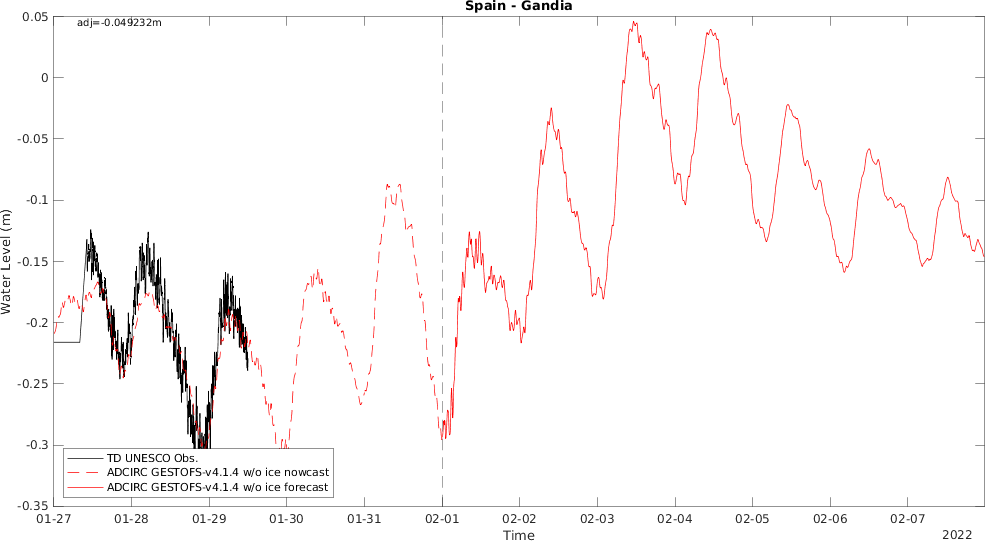 Spain - Gandia
adj=-0.049232m
0.05
0
-0.05
-0.1
-0.15
-0.2
-0.25
-0.3
-0.35
Water Level (m)
TD UNESCO Obs.
ADCIRC GESTOFS-v4.1.4 w/o ice nowcast
ADCIRC GESTOFS-v4.1.4 w/o ice forecast
01-27 01-28 01-29 01-30 01-31 02-01 02-02 02-03 02-04 02-05 02-06 02-07
Time
2022